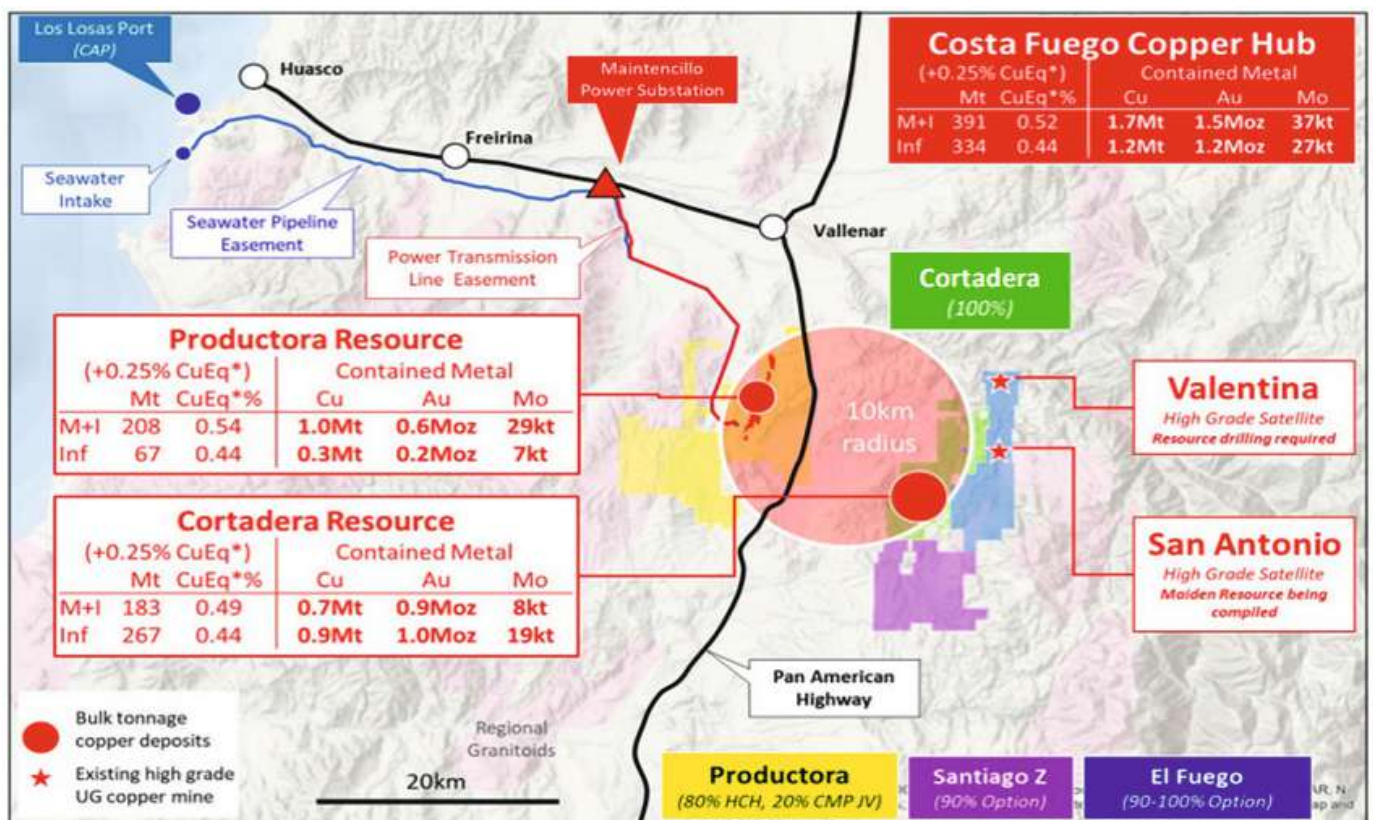 Los Losas Port
(CAP)
Huasco
Maintencillo
Power Substation
Costa Fuego Copper Hub
(+0.25% CuEq*) Contained Metal
Mt CuEq*% Cu Au Mo
M+I 391 0.52 1.7Mt 1.5Moz 37kt
Inf 334 0.44 1.2Mt 1.2Moz 27kt
Freirina
Seawater
Intake
Seawater Pipeline
Easement
Vallenar
Power Transmission
Line Easement
Cortadera
(100%)
Productora Resource
(+0.25% CuEq*) Contained Metal
Mt CuEq*% Cu Au Mo
M+I 208 0.54 1.0Mt 0.6Moz 29kt
Inf 67 0.44 0.3Mt 0.2Moz 7kt
10km
radius
Valentina
High Grade Satellite
Resource drilling required
Cortadera Resource
(+0.25% CuEq*) Contained Metal
Mt CuEq*% Cu Au Mo
M+I 183 0.49 0.7Mt 0.9Moz 8kt
Inf 267 0.44 0.9Mt 1.0Moz 19kt
San Antonio
High Grade Satellite
Maiden Resource being
compiled
Pan American
Highway
Bulk tonnage
copper deposits
Existing high grade
UG copper mine
Regional
Granitoids
20km
Productora
(80% HCH, 20% CMP JV)
Santiago Z
(90% Option)
El Fuego
(90-100% Option)
AR, N
ap and